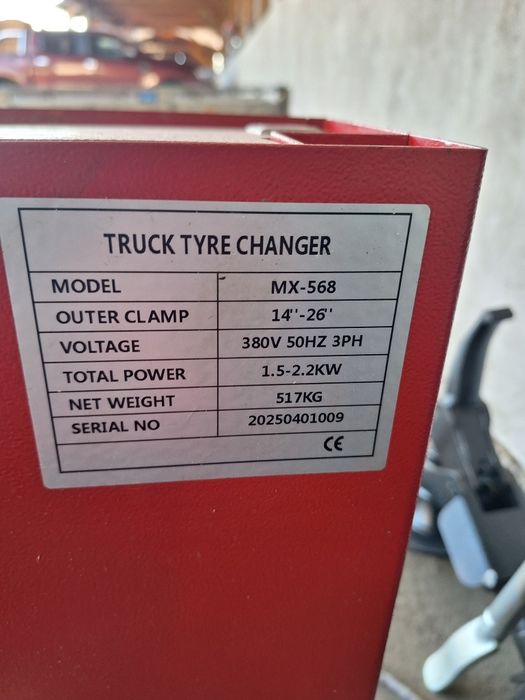 TRUCK TYRE CHANGER
MODEL MX-568
OUTER CLAMP 14''-26''
VOLTAGE 380V 50HZ 3PH
TOTAL POWER 1.5-2.2KW
NET WEIGHT 517KG
SERIAL NO 20250401009
CE